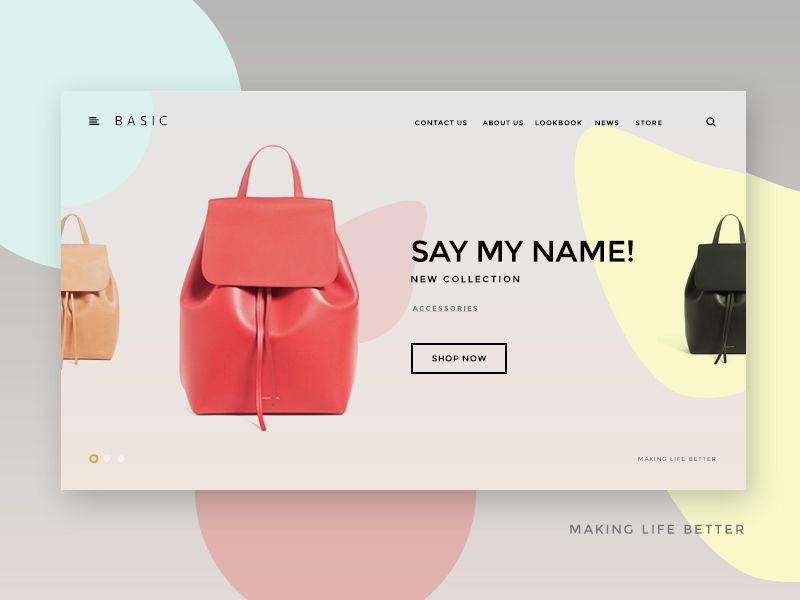 BASIC
CONTACT US ABOUT US LOOKBOOK NEWS STORE
SAY MY NAME!
NEW COLLECTION
ACCESSORIES
SHOP NOW
MAKING LIFE BETTER
MAKING LIFE BETTER